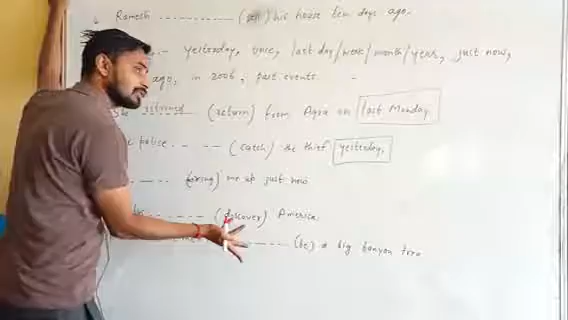 Ramesh ............. (sell) his house ten days ago.
- yesterday, once, last day/week/month/year, just now,
ago, in 2006, past events.
She returned (return) from Agra on last Monday.
police - - - - (catch) the thief yesterday.
- - - - - me up just now
- - - - - - - (discover) America.
- - - - - - - (be) a big banyan tree